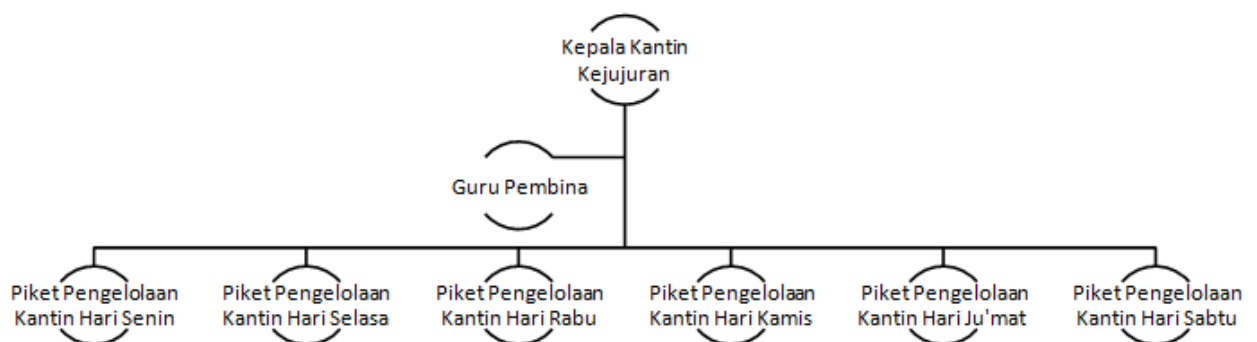 Kepala Kantin
Kejujuran
Guru Pembina
Piket Pengelolaan
Kantin Hari Senin
Piket Pengelolaan
Kantin Hari Selasa
Piket Pengelolaan
Kantin Hari Rabu
Piket Pengelolaan
Kantin Hari Kamis
Piket Pengelolaan
Kantin Hari Ju'mat
Piket Pengelolaan
Kantin Hari Sabtu